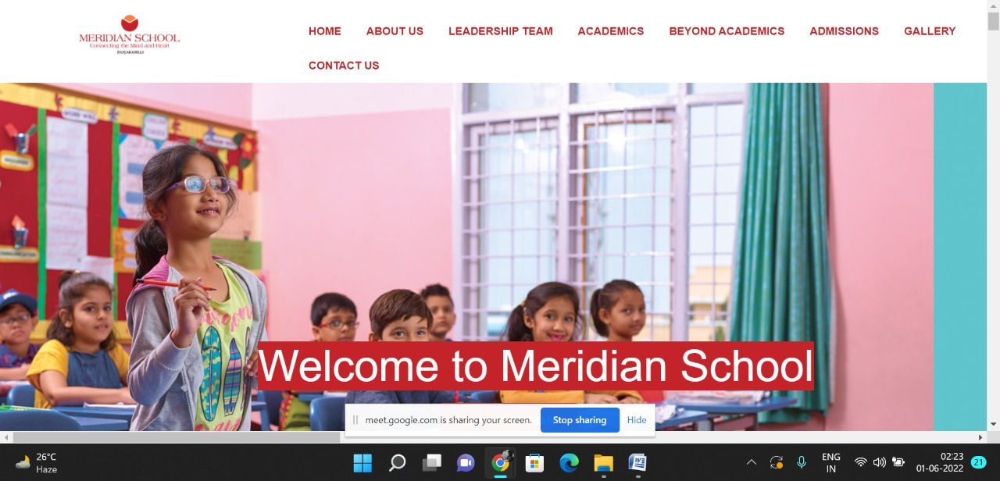 MERIDIAN SCHOOL
Connecting the Mind and Heart
BANJARAHILLS
HOME ABOUT US LEADERSHIP TEAM ACADEMICS BEYOND ACADEMICS ADMISSIONS GALLERY
CONTACT US
WORD WALL
Welcome to Meridian School
meet.google.com is sharing your screen. Stop sharing Hide
26°C
Haze
ENG
IN
02:23
01-06-2022
21